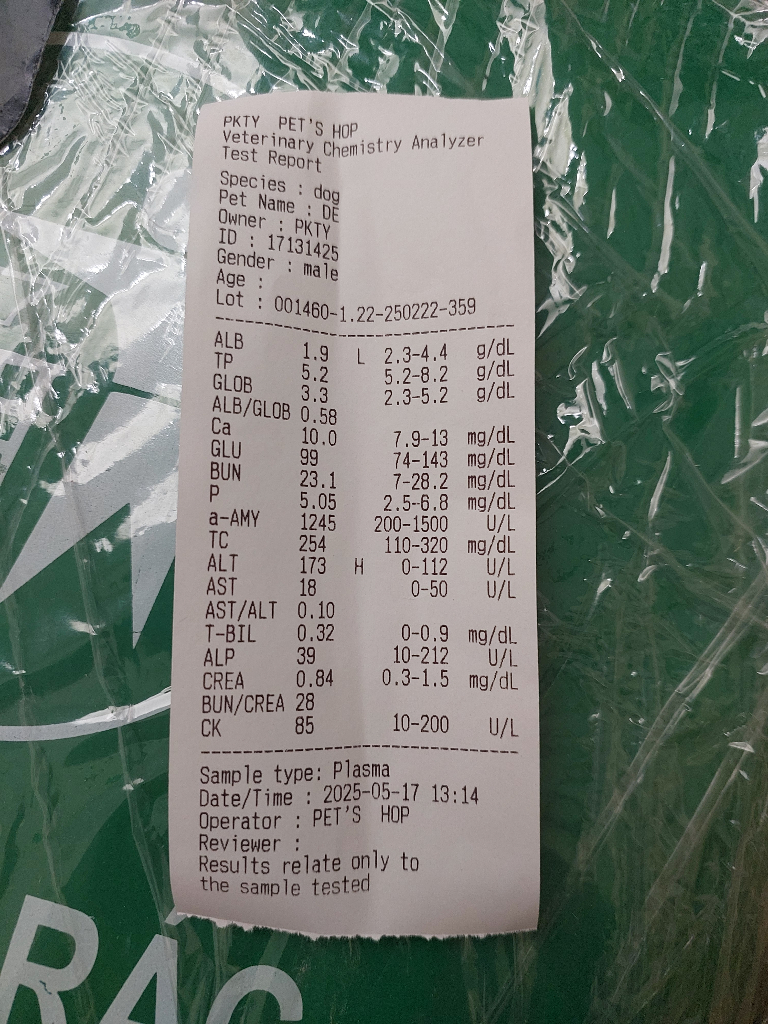 PKTY PET'S HOP
Veterinary Chemistry Analyzer
Test Report
Species : dog
Pet Name : DE
Owner : PKTY
ID : 17131425
Gender : male
Age :
Lot : 001460-1.22-250222-359
ALB 1.9 L 2.3-4.4 g/dL
TP 5.2 5.2-8.2 g/dL
GLOB 3.3 2.3-5.2 g/dL
ALB/GLOB 0.58
Ca 10.0 7.9-13 mg/dL
GLU 99 74-143 mg/dL
BUN 23.1 7-28.2 mg/dL
P 5.05 2.5-6.8 mg/dL
a-AMY 1245 200-1500 U/L
TC 254 110-320 mg/dL
ALT 173 H 0-112 U/L
AST 18 0-50 U/L
AST/ALT 0.10
T-BIL 0.32 0-0.9 mg/dL
ALP 39 10-212 U/L
CREA 0.84 0.3-1.5 mg/dL
BUN/CREA 28
CK 85 10-200 U/L
Sample type: Plasma
Date/Time : 2025-05-17 13:14
Operator : PET'S HOP
Reviewer :
Results relate only to
the sample tested